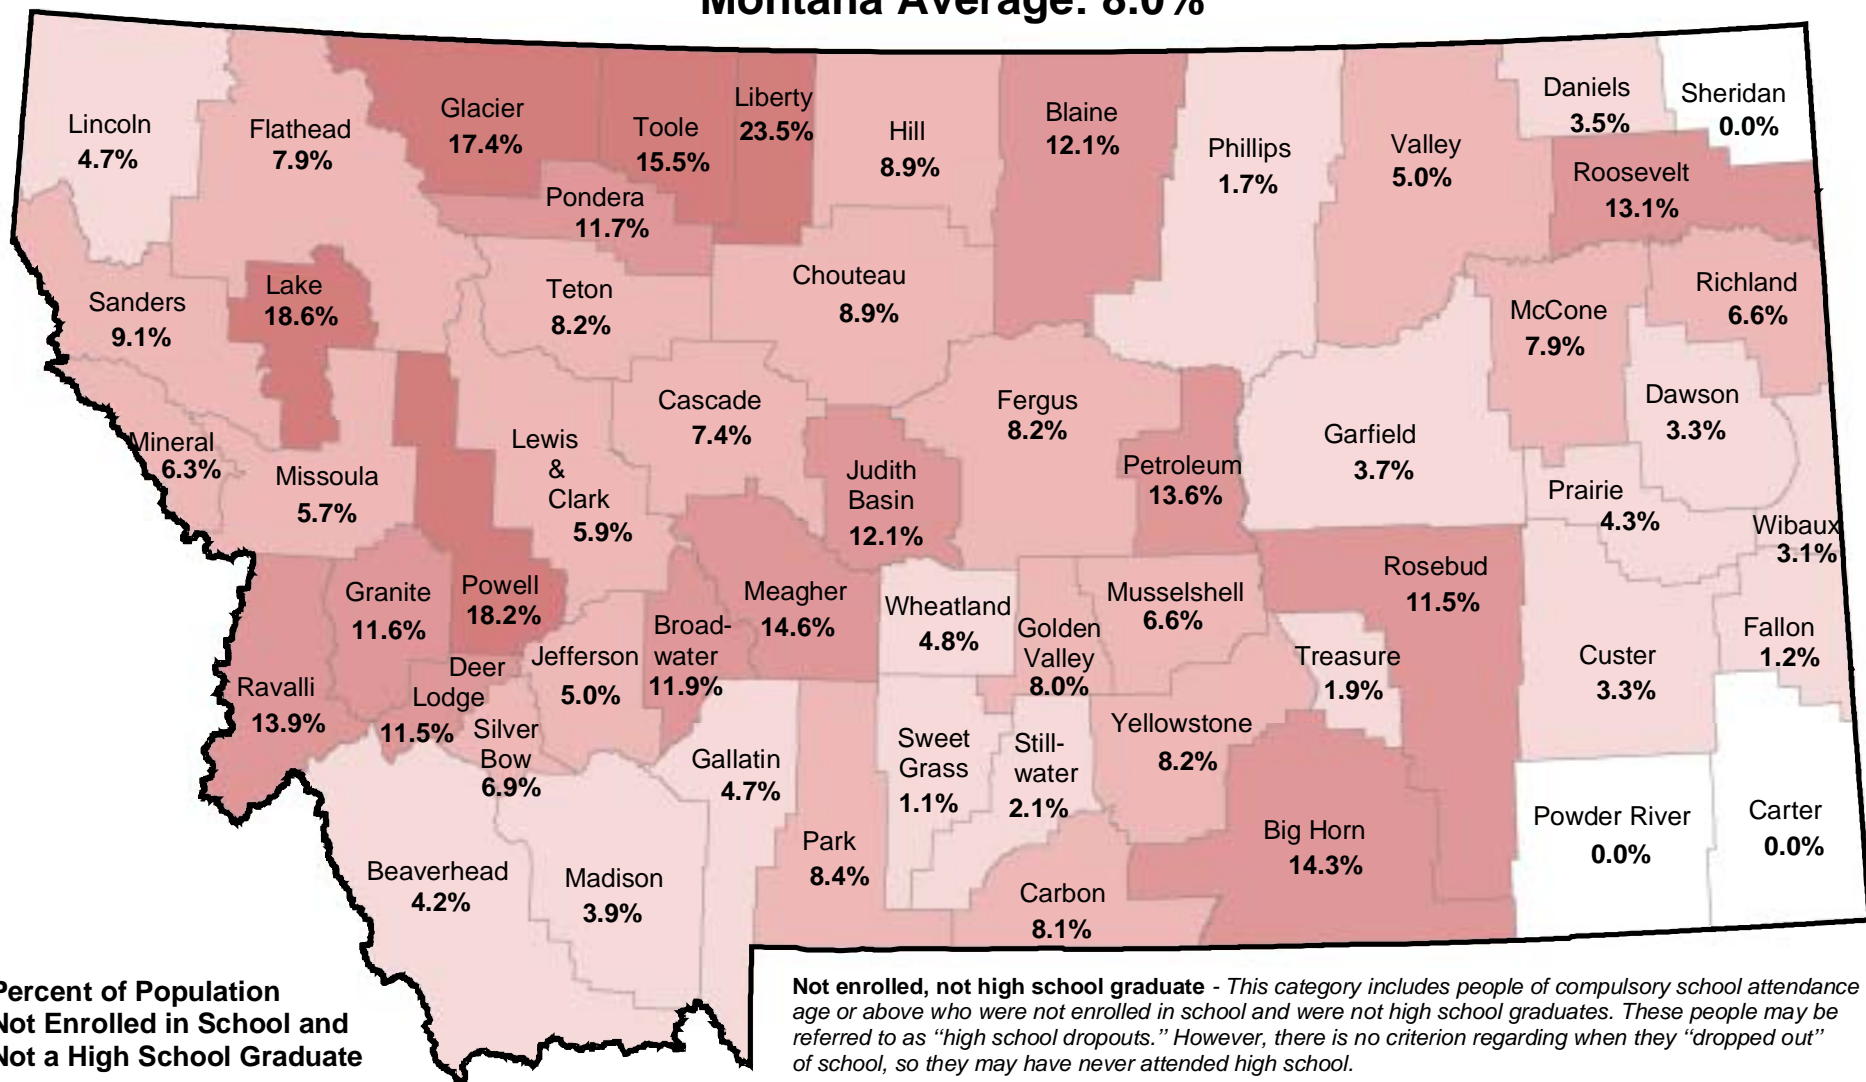 Montana Average: 8.0%
Lincoln
4.7%
Flathead
7.9%
Glacier
17.4%
Toole
15.5%
Liberty
23.5%
Hill
8.9%
Blaine
12.1%
Phillips
1.7%
Valley
5.0%
Daniels
3.5%
Sheridan
0.0%
Roosevelt
13.1%
Pondera
11.7%
Sanders
9.1%
Lake
18.6%
Teton
8.2%
Chouteau
8.9%
McCone
7.9%
Richland
6.6%
Mineral
6.3%
Missoula
5.7%
Lewis
&
Clark
5.9%
Cascade
7.4%
Judith
Basin
12.1%
Fergus
8.2%
Petroleum
13.6%
Garfield
3.7%
Dawson
3.3%
Prairie
4.3%
Wibaux
3.1%
Ravalli
13.9%
Granite
11.6%
Powell
18.2%
Deer
Lodge
11.5%
Silver
Bow
6.9%
Jefferson
5.0%
Broad-
water
11.9%
Meagher
14.6%
Wheatland
4.8%
Golden
Valley
8.0%
Musselshell
6.6%
Treasure
1.9%
Rosebud
11.5%
Custer
3.3%
Fallon
1.2%
Beaverhead
4.2%
Madison
3.9%
Gallatin
4.7%
Park
8.4%
Sweet
Grass
1.1%
Still-
water
2.1%
Yellowstone
8.2%
Carbon
8.1%
Big Horn
14.3%
Powder River
0.0%
Carter
0.0%
Percent of Population
Not Enrolled in School and
Not a High School Graduate
Not enrolled, not high school graduate - This category includes people of compulsory school attendance
age or above who were not enrolled in school and were not high school graduates. These people may be
referred to as “high school dropouts.” However, there is no criterion regarding when they “dropped out”
of school, so they may have never attended high school.